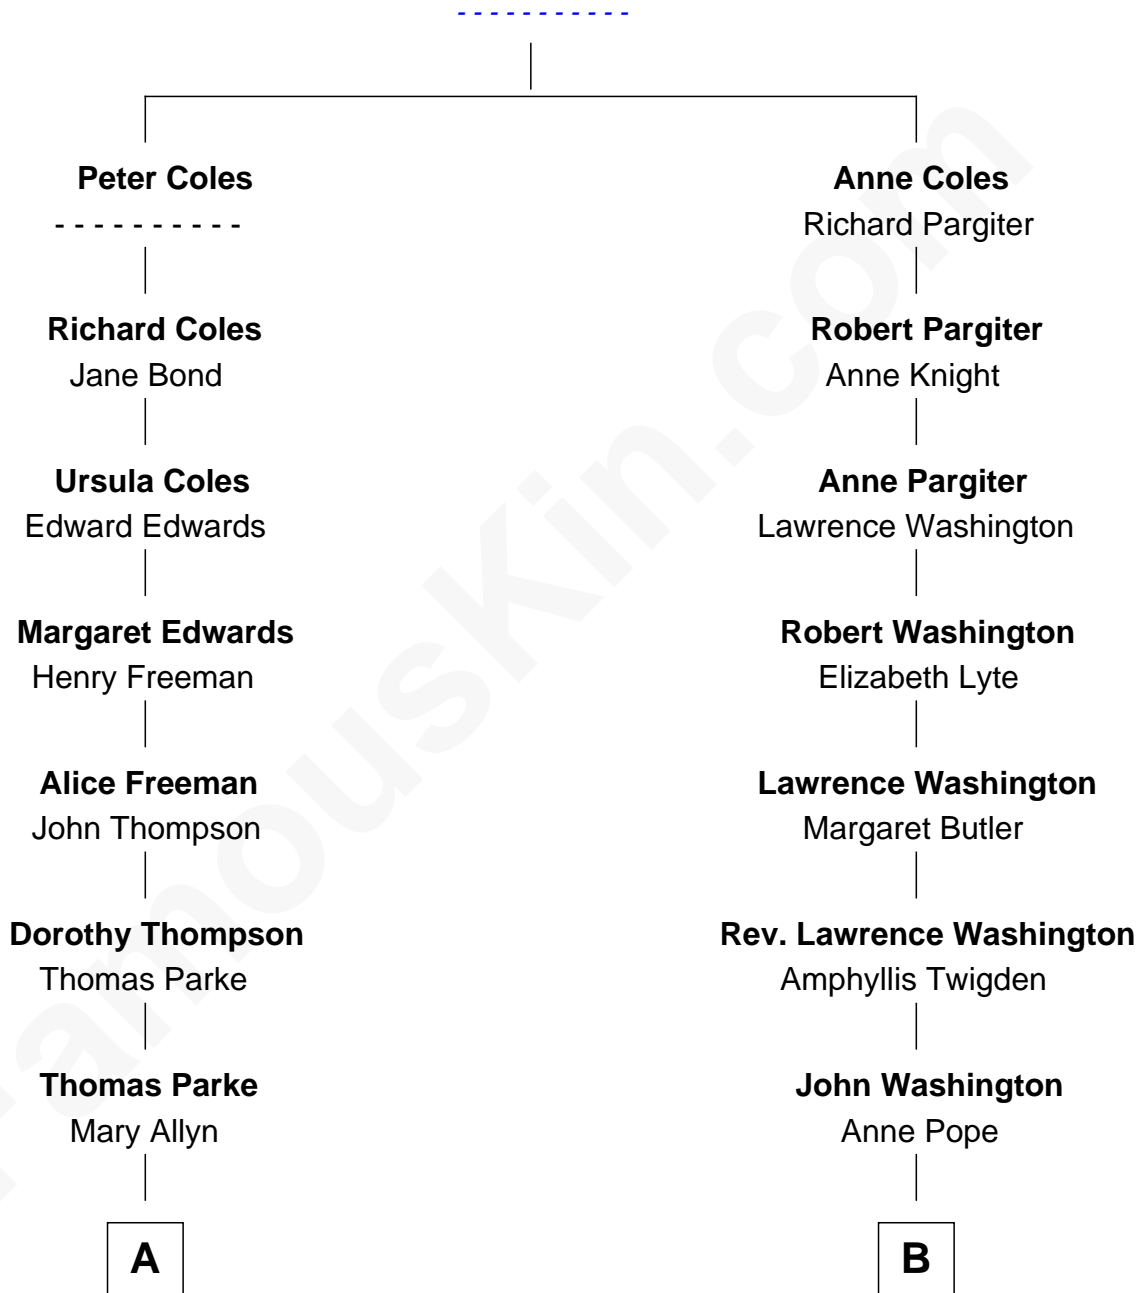 - - - - - - - - - - -
Peter Coles
- - - - - - - - - -
Richard Coles
Jane Bond
Ursula Coles
Edward Edwards
Margaret Edwards
Henry Freeman
Alice Freeman
John Thompson
Dorothy Thompson
Thomas Parke
Thomas Parke
Mary Allyn
A
Anne Coles
Richard Pargiter
Robert Pargiter
Anne Knight
Anne Pargiter
Lawrence Washington
Robert Washington
Elizabeth Lyte
Lawrence Washington
Margaret Butler
Rev. Lawrence Washington
Amphyllis Twigden
John Washington
Anne Pope
B
FamousKin.com